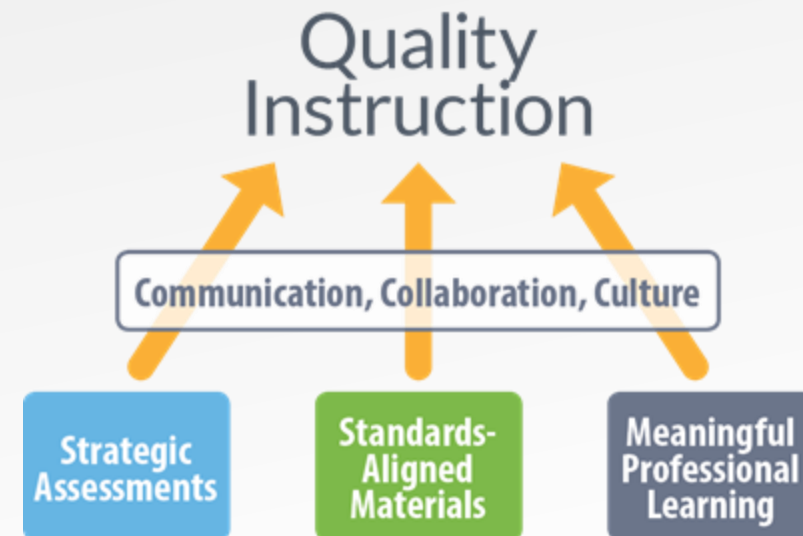 Quality
Instruction
Communication, Collaboration, Culture
Strategic
Assessments
Standards-
Aligned
Materials
Meaningful
Professional
Learning